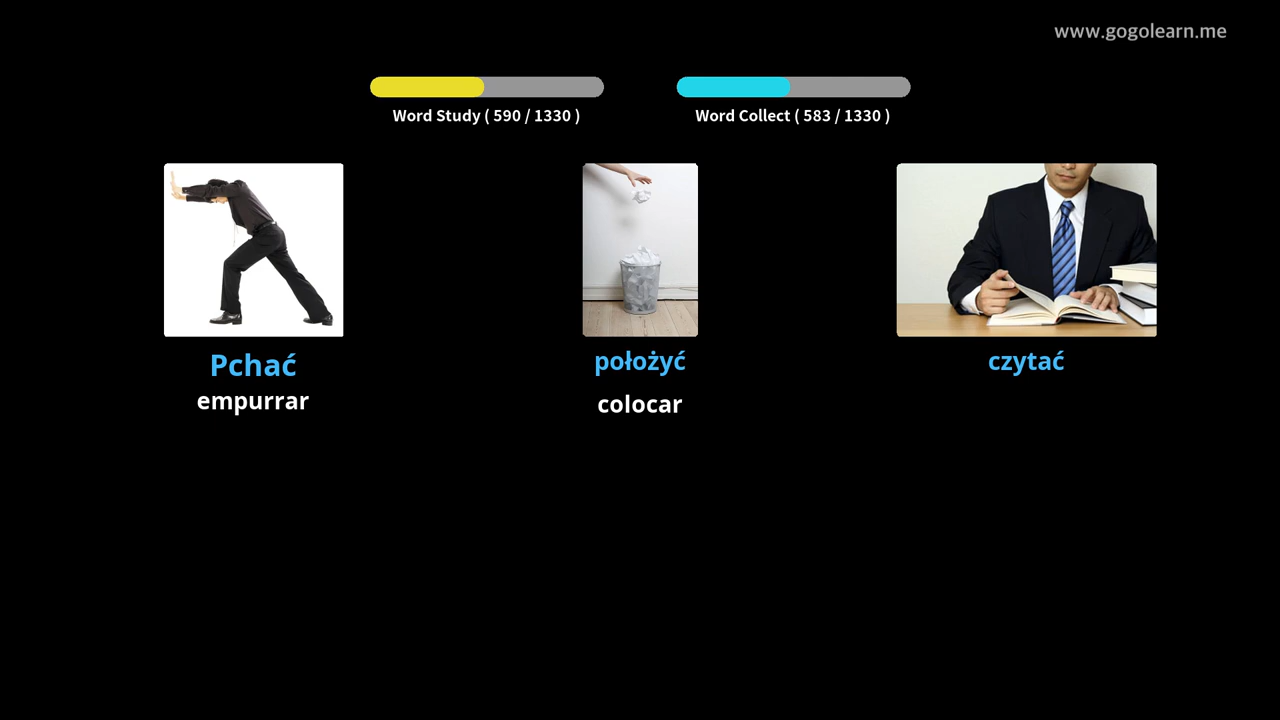 www.gogolearn.me
Word Study ( 590 / 1330 )
Word Collect ( 583 / 1330 )
Pchać
empurrar
położyć
colocar
czytać